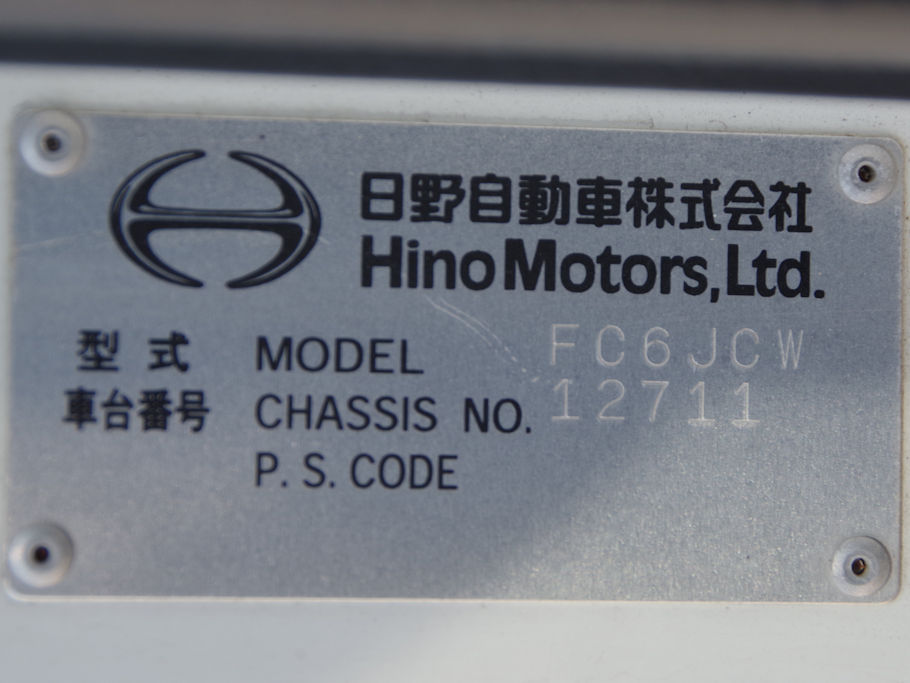 日野自動車株式会社
Hino Motors, Ltd.
型式 MODEL FC6JCW
車台番号 CHASSIS NO. 12711
P. S. CODE